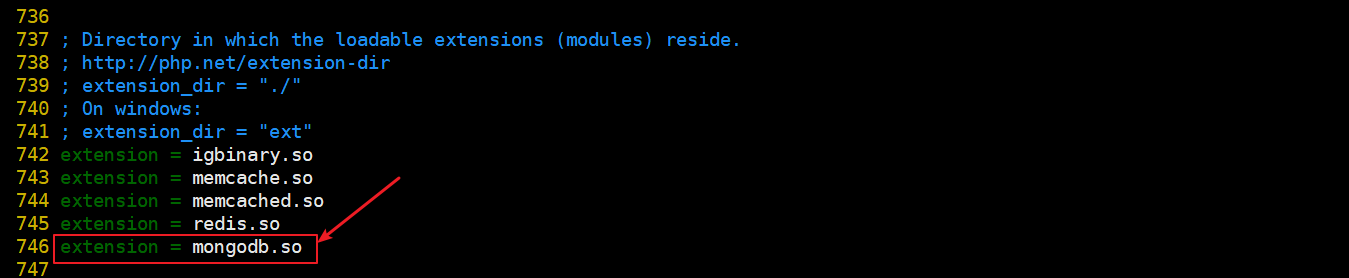 736
737 ; Directory in which the loadable extensions (modules) reside.
738 ; http://php.net/extension-dir
739 ; extension_dir = "./"
740 ; On windows:
741 ; extension_dir = "ext"
742 extension = igbinary.so
743 extension = memcache.so
744 extension = memcached.so
745 extension = redis.so
746 extension = mongodb.so
747